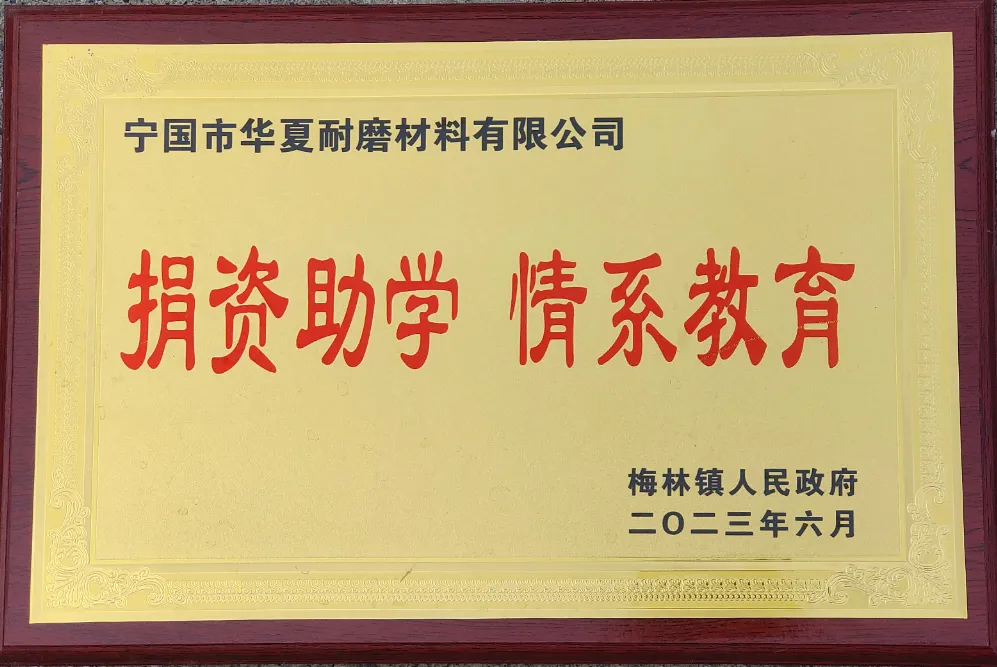 宁国市华夏耐磨材料有限公司
捐资助学 情系教育
梅林镇人民政府
二〇二三年六月